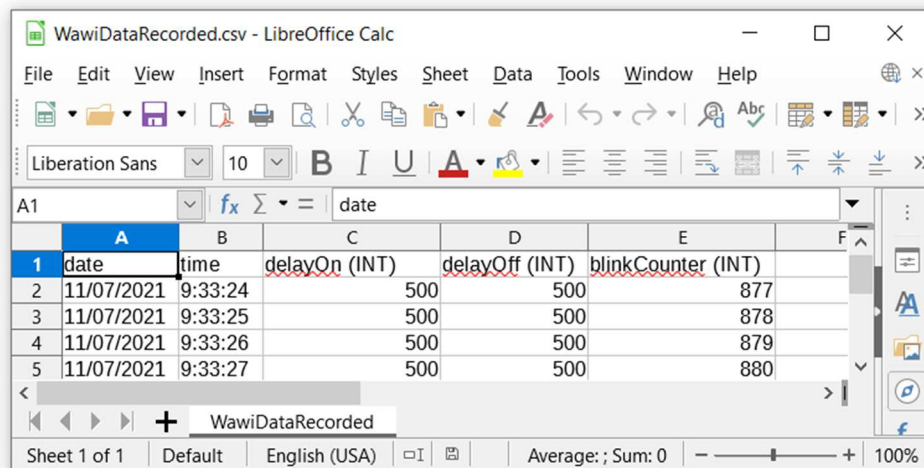 WawiDataRecorded.csv - LibreOffice Calc
File Edit View Insert Format Styles Sheet Data Tools Window Help
Abc
Liberation Sans 10 B I U A
A1 fx Σ = date
A B C D E F
1 date time delayOn (INT) delayOff (INT) blinkCounter (INT)
2 11/07/2021 9:33:24 500 500 877
3 11/07/2021 9:33:25 500 500 878
4 11/07/2021 9:33:26 500 500 879
5 11/07/2021 9:33:27 500 500 880
WawiDataRecorded
Sheet 1 of 1 Default English (USA) Average: ; Sum: 0 100%